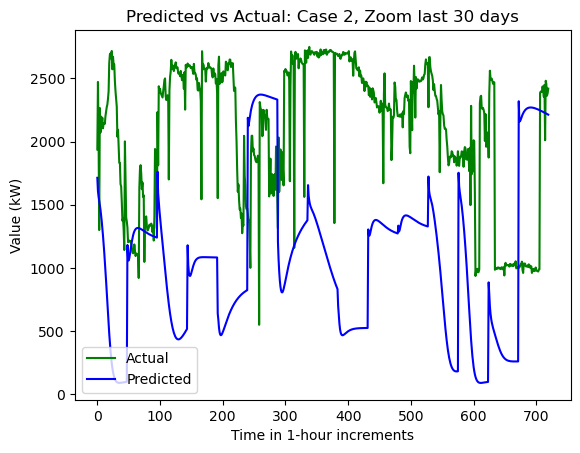 Predicted vs Actual: Case 2, Zoom last 30 days
Value (kW)
2500
2000
1500
1000
500
0
Actual
Predicted
0 100 200 300 400 500 600 700
Time in 1-hour increments